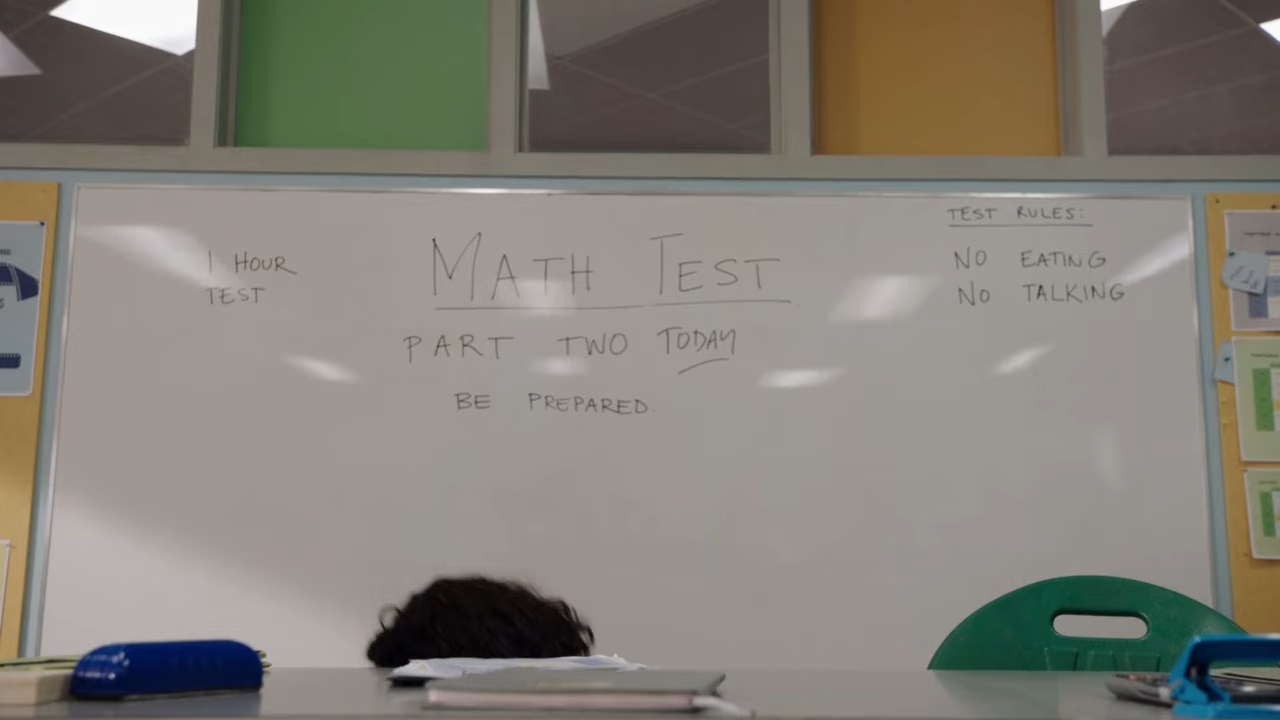 1 HOUR
TEST
MATH TEST
PART TWO TODAY
BE PREPARED.
TEST RULES:
NO EATING
NO TALKING